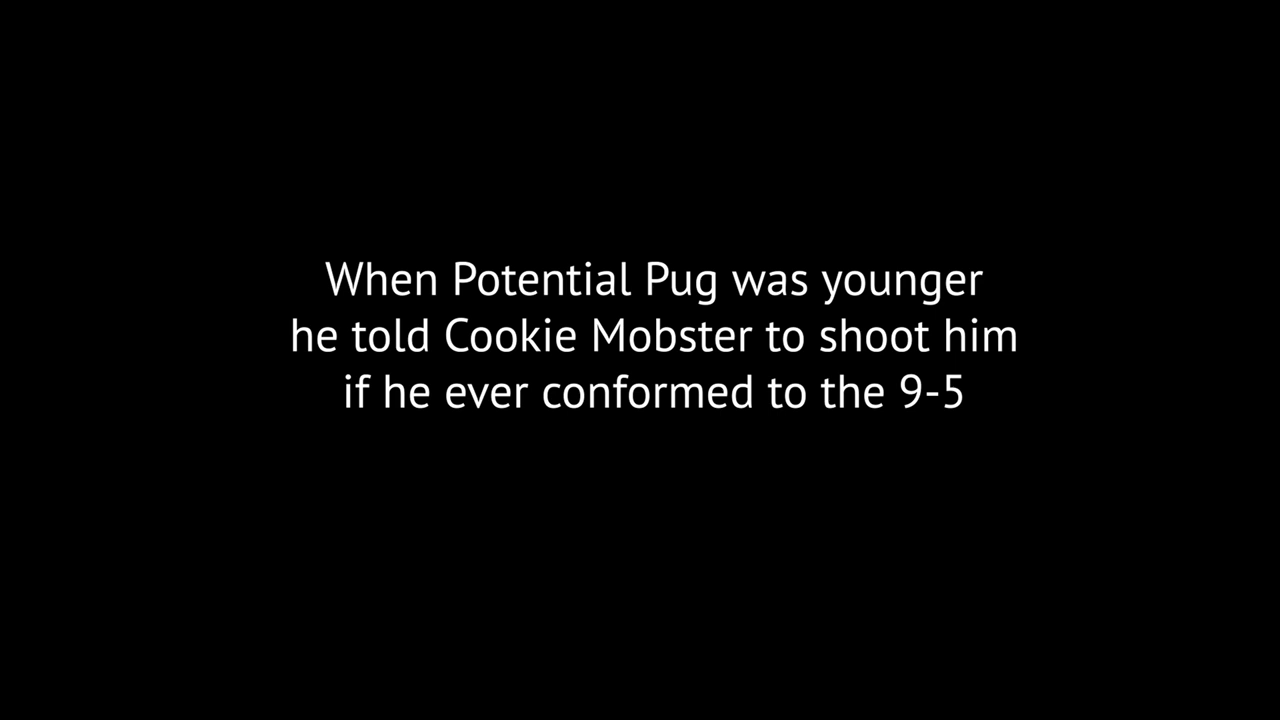 When Potential Pug was younger
he told Cookie Mobster to shoot him
if he ever conformed to the 9-5